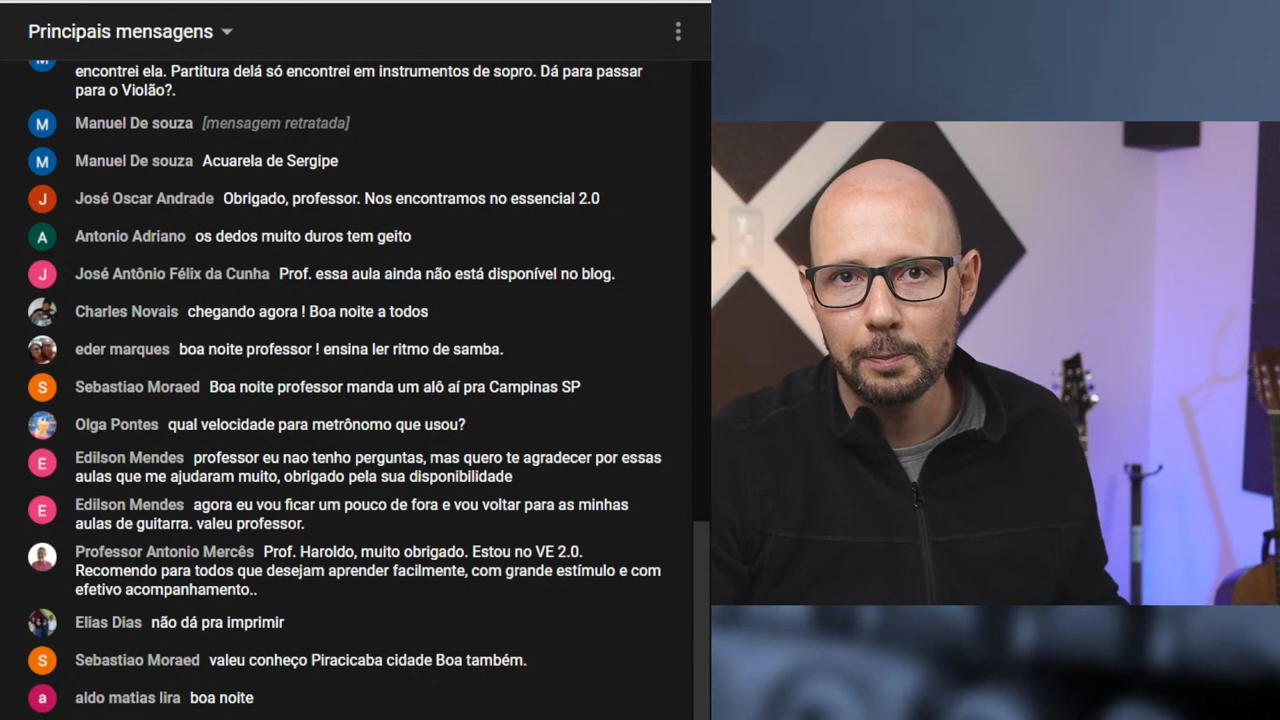 Principais mensagens
encontrei ela. Partitura delá só encontrei em instrumentos de sopro. Dá para passar
para o Violão?.
M Manuel De souza [mensagem retratada]
M Manuel De souza Acuarela de Sergipe
J José Oscar Andrade Obrigado, professor. Nos encontramos no essencial 2.0
A Antonio Adriano os dedos muito duros tem geito
J José Antônio Félix da Cunha Prof. essa aula ainda não está disponível no blog.
Charles Novais chegando agora ! Boa noite a todos
eder marques boa noite professor ! ensina ler ritmo de samba.
S Sebastiao Moraed Boa noite professor manda um alô aí pra Campinas SP
Olga Pontes qual velocidade para metrônomo que usou?
E Edilson Mendes professor eu nao tenho perguntas, mas quero te agradecer por essas
aulas que me ajudaram muito, obrigado pela sua disponibilidade
E Edilson Mendes agora eu vou ficar um pouco de fora e vou voltar para as minhas
aulas de guitarra. valeu professor.
Professor Antonio Mercês Prof. Haroldo, muito obrigado. Estou no VE 2.0.
Recomendo para todos que desejam aprender facilmente, com grande estímulo e com
efetivo acompanhamento..
Elias Dias não dá pra imprimir
S Sebastiao Moraed valeu conheço Piracicaba cidade Boa também.
a aldo matias lira boa noite